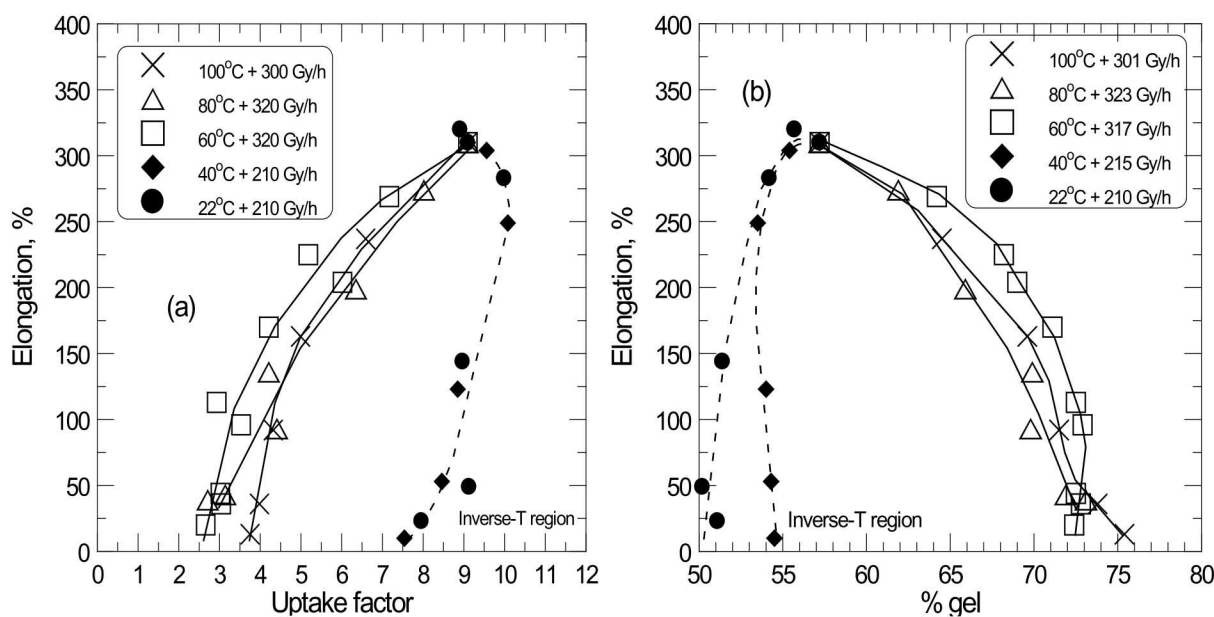 400
350
300
250
200
150
100
50
0
Elongation, %
100°C + 300 Gy/h
80°C + 320 Gy/h
60°C + 320 Gy/h
40°C + 210 Gy/h
22°C + 210 Gy/h
(a)
Inverse-T region
0 1 2 3 4 5 6 7 8 9 10 11 12
Uptake factor
400
350
300
250
200
150
100
50
0
Elongation, %
(b)
100°C + 301 Gy/h
80°C + 323 Gy/h
60°C + 317 Gy/h
40°C + 215 Gy/h
22°C + 210 Gy/h
Inverse-T region
50 55 60 65 70 75 80
% gel